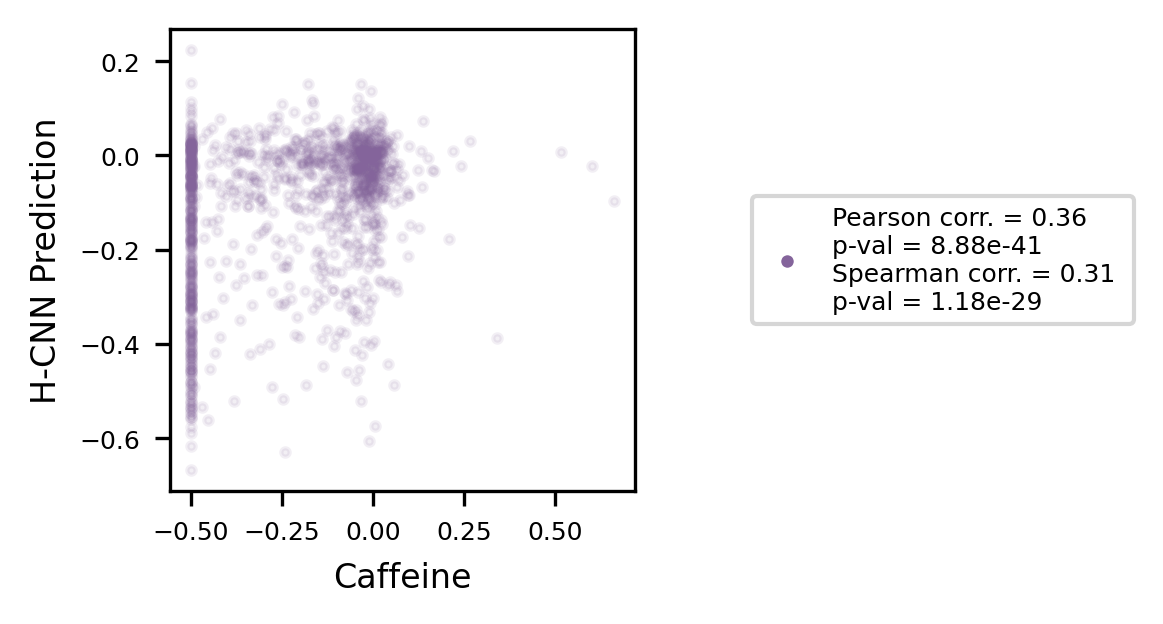 0.2
0.0
−0.2
−0.4
−0.6
H-CNN Prediction
−0.50 −0.25 0.00 0.25 0.50
Caffeine
Pearson corr. = 0.36
p-val = 8.88e-41
Spearman corr. = 0.31
p-val = 1.18e-29